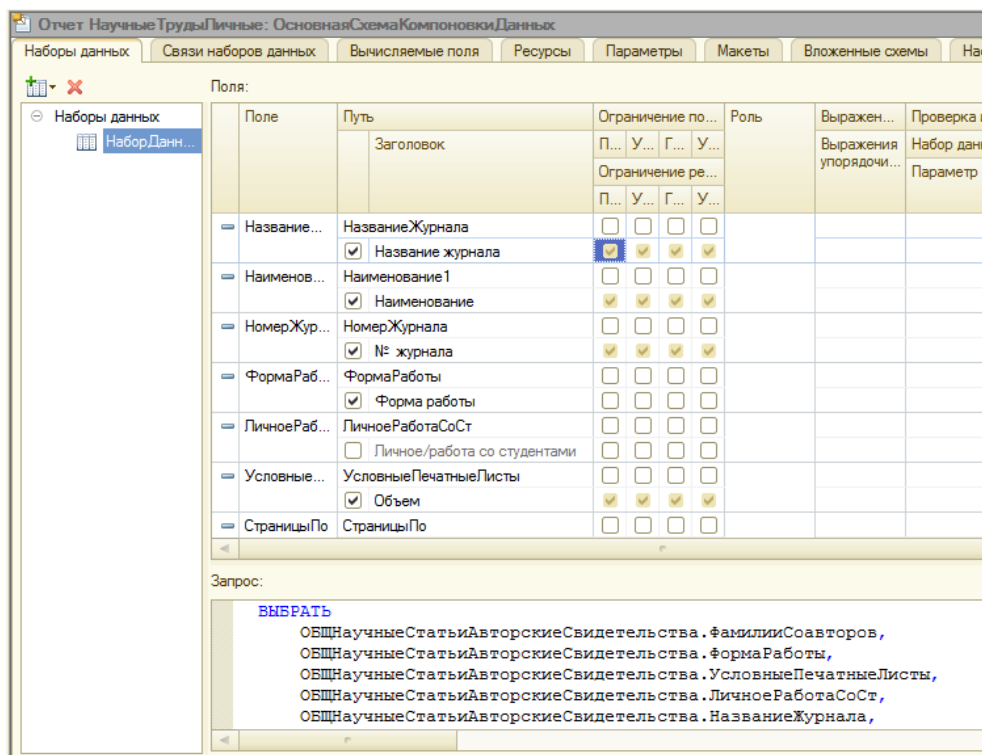 Отчет НаучныеТрудыЛичные: ОсновнаяСхемаКомпоновкиДанных
Наборы данных Связи наборов данных Вычисляемые поля Ресурсы Параметры Макеты Вложенные схемы На
Поля:
Наборы данных
НаборДанн...
Поле Путь Ограничение по... Роль Выражен... Проверка
Заголовок П... У... Г... У... Выражения упорядочи... Набор дан
Ограничение ре... Параметр
П... У... Г... У...
Название... НазваниеЖурнала
Название журнала
Наименов... Наименование1
Наименование
НомерЖур... НомерЖурнала
№ журнала
ФормаРаб... ФормаРаботы
Форма работы
ЛичноеРаб... ЛичноеРаботаСоСт
Личное/работа со студентами
Условные... УсловныеПечатныеЛисты
Объем
СтраницыПо СтраницыПо
Запрос:
ВЫБРАТЬ
ОБЩНаучныеСтатьиАвторскиеСвидетельства.ФамилииСоавторов,
ОБЩНаучныеСтатьиАвторскиеСвидетельства.ФормаРаботы,
ОБЩНаучныеСтатьиАвторскиеСвидетельства.УсловныеПечатныеЛисты,
ОБЩНаучныеСтатьиАвторскиеСвидетельства.ЛичноеРаботаСоСт,
ОБЩНаучныеСтатьиАвторскиеСвидетельства.НазваниеЖурнала,